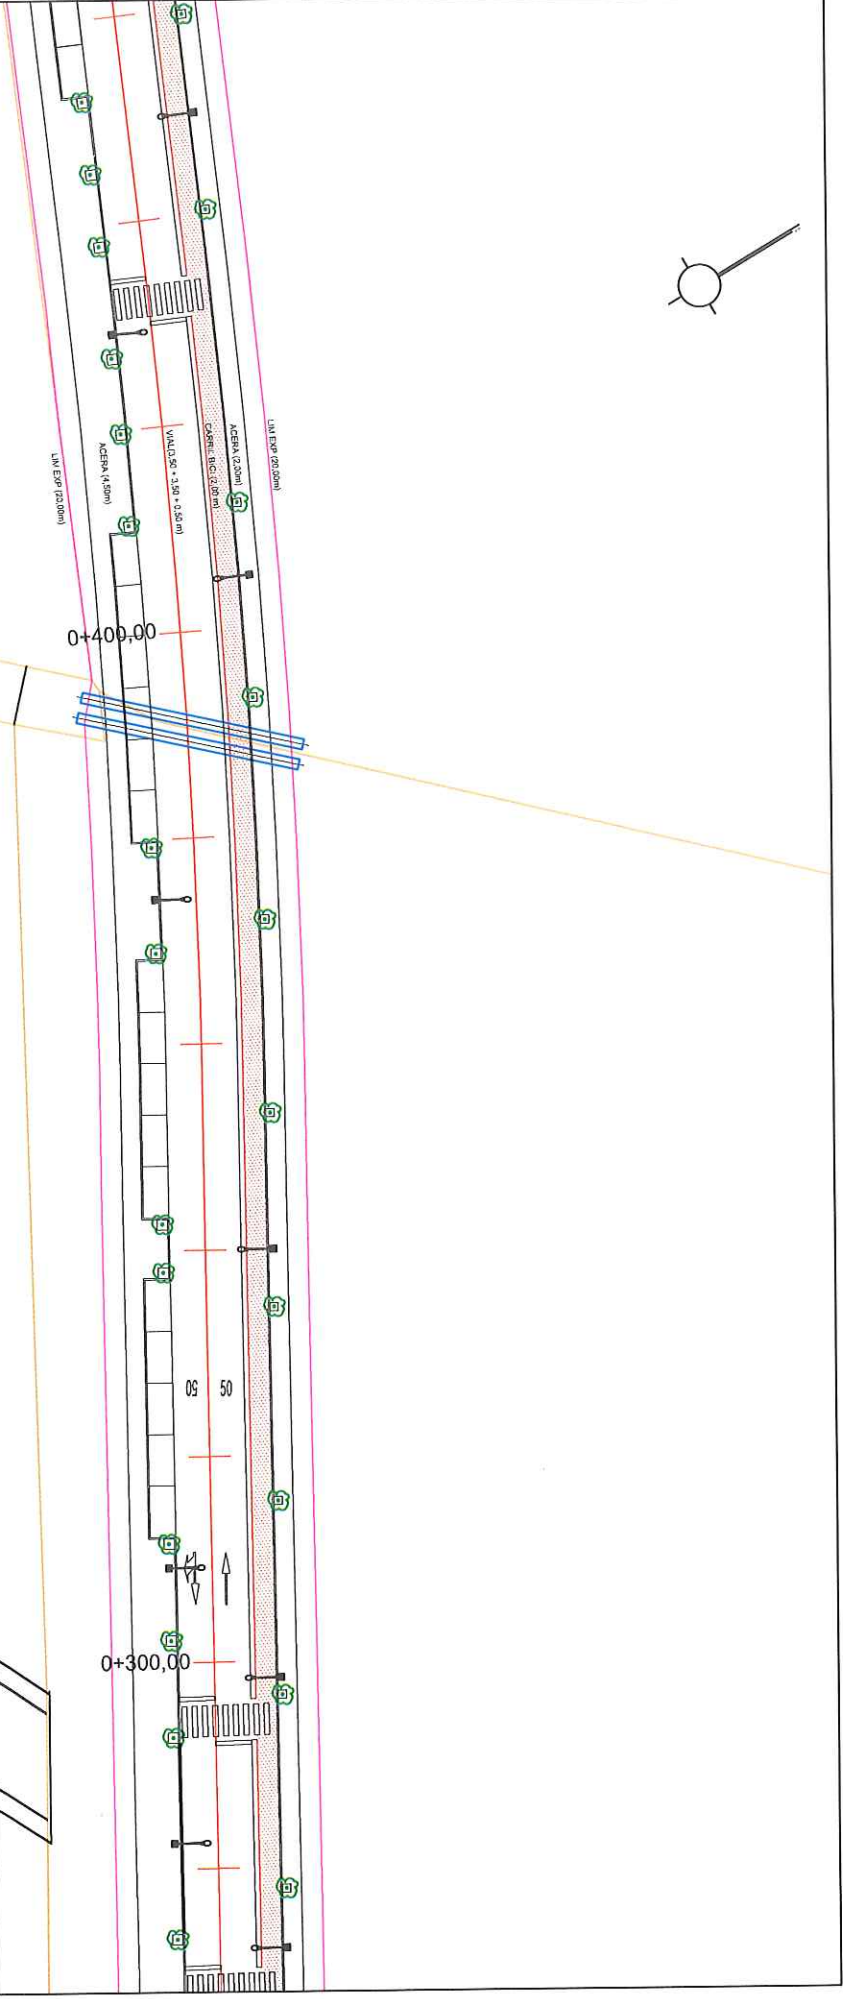 LIM EXP (20,00m)
ACERA (2,00m)
CARRIL BICI (2,00 m)
VIAL(3,50 + 3,50 + 0,50 m)
ACERA (4,50m)
LIM EXP (20,00m)
0+400,00
50 50
0+300,00